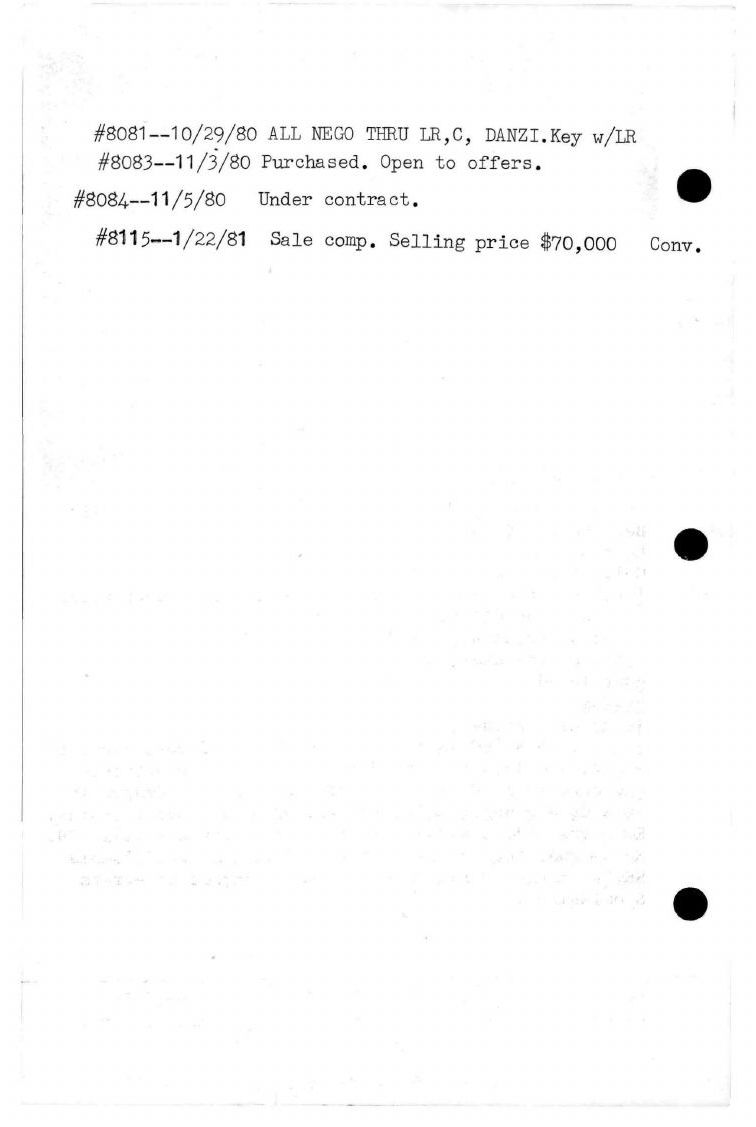 #8081--10/29/80 ALL NEGO THRU LR,C, DANZI.Key w/LR
#8083--11/3/80 Purchased. Open to offers.
#8084--11/5/80 Under contract.
#8115--1/22/81 Sale comp. Selling price $70,000 Conv.